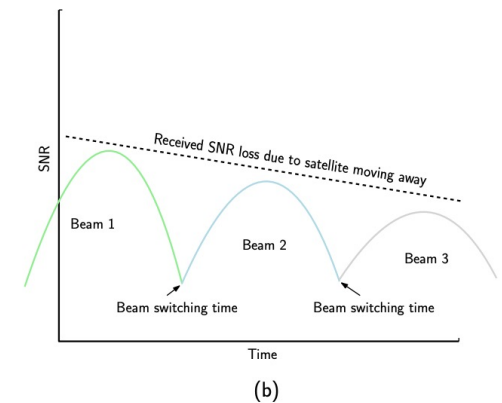 SNR
Received SNR loss due to satellite moving away
Beam 1
Beam 2
Beam 3
Beam switching time
Beam switching time
Time
(b)